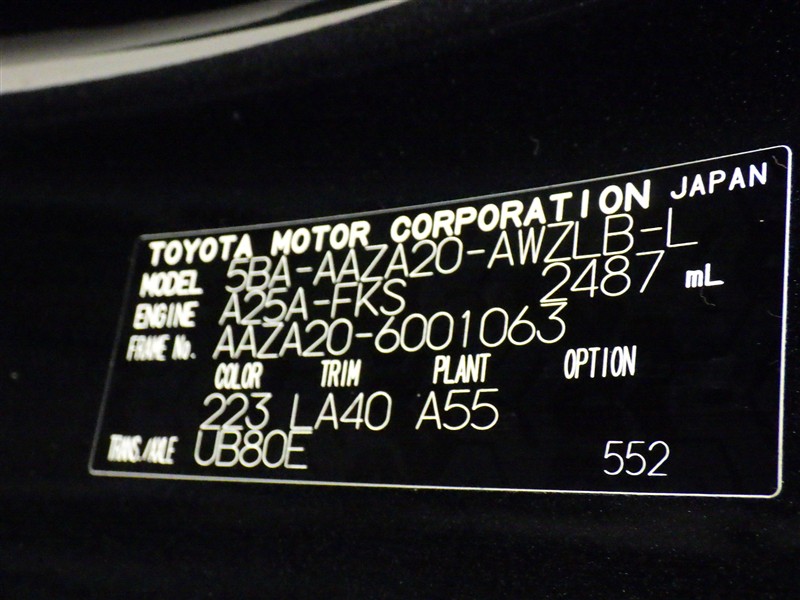 TOYOTA MOTOR CORPORATION JAPAN
MODEL 5BA-AAZA20-AWZLB-L
ENGINE A25A-FKS 2487 mL
FRAME No. AAZA20-6001063
COLOR TRIM PLANT OPTION
223 LA40 A55
TRANS./AXLE UB80E 552